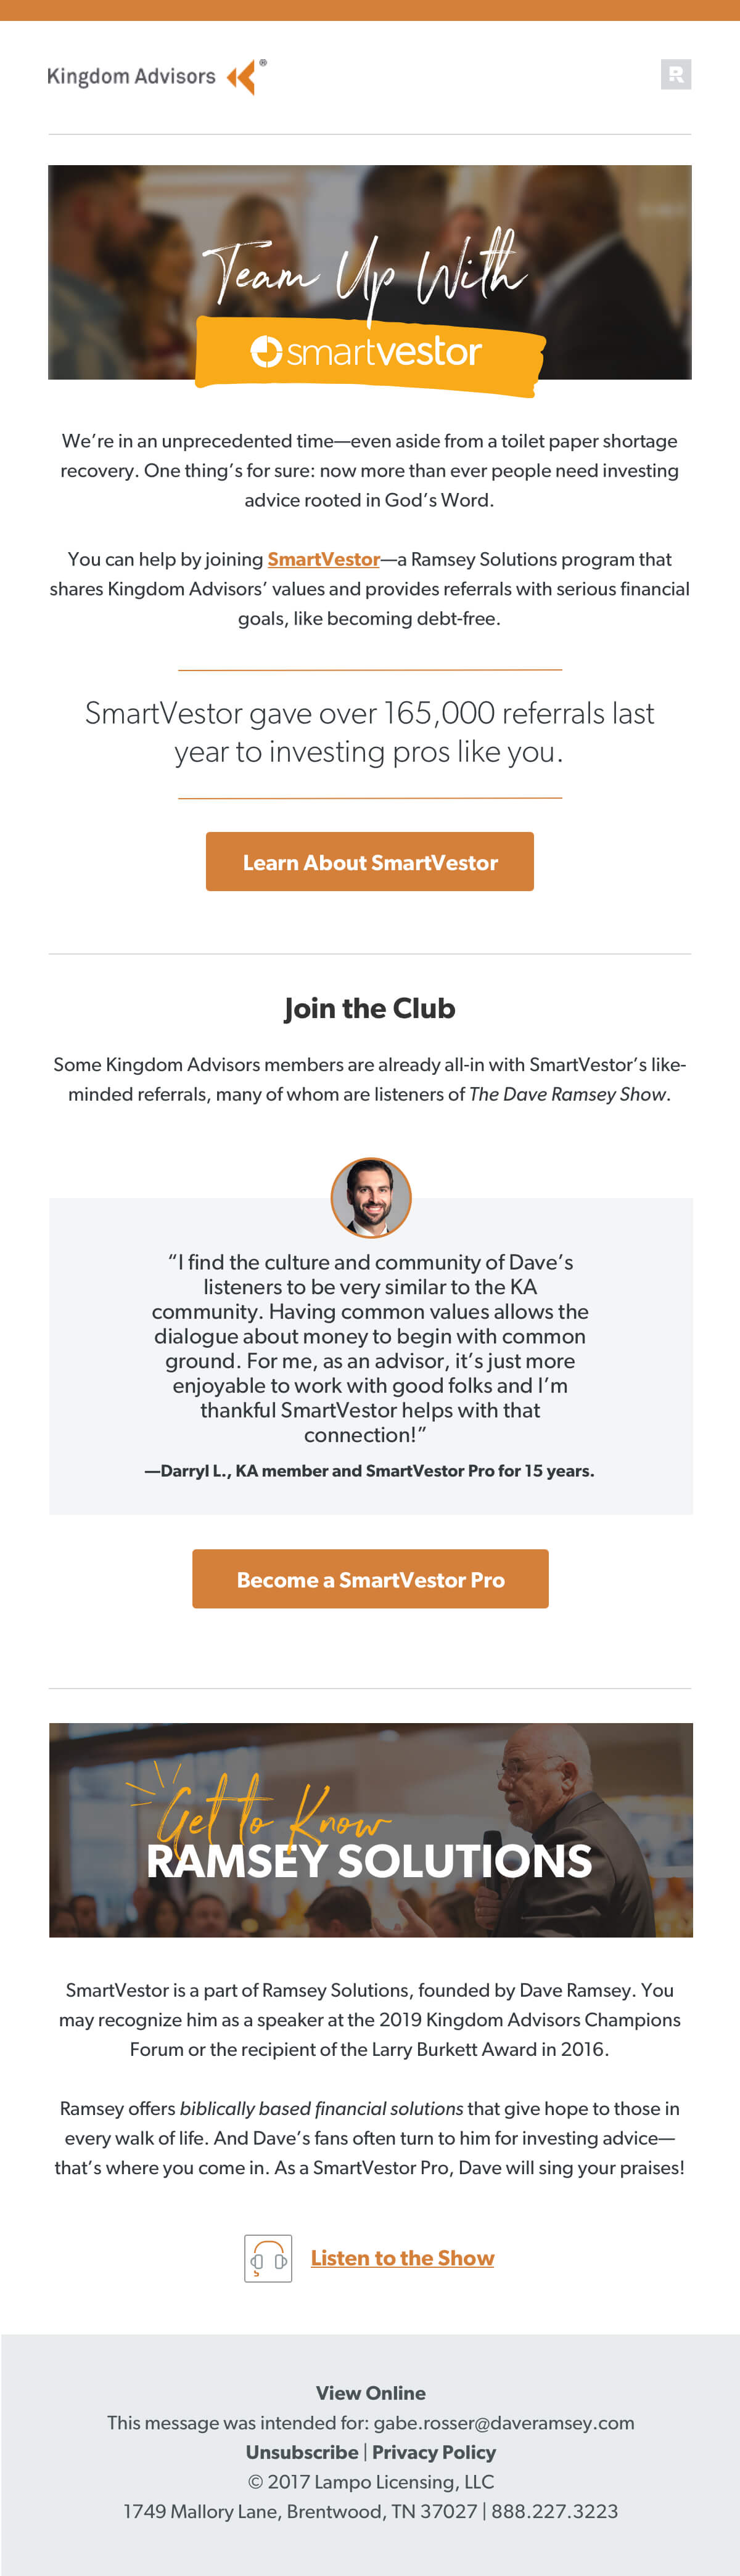 Kingdom Advisors ®
R
Team Up With
smartvestor
We’re in an unprecedented time—even aside from a toilet paper shortage
recovery. One thing’s for sure: now more than ever people need investing
advice rooted in God’s Word.
You can help by joining SmartVestor—a Ramsey Solutions program that
shares Kingdom Advisors’ values and provides referrals with serious financial
goals, like becoming debt-free.
SmartVestor gave over 165,000 referrals last
year to investing pros like you.
Learn About SmartVestor
Join the Club
Some Kingdom Advisors members are already all-in with SmartVestor’s like-
minded referrals, many of whom are listeners of The Dave Ramsey Show.
“I find the culture and community of Dave’s
listeners to be very similar to the KA
community. Having common values allows the
dialogue about money to begin with common
ground. For me, as an advisor, it’s just more
enjoyable to work with good folks and I’m
thankful SmartVestor helps with that
connection!”
—Darryl L., KA member and SmartVestor Pro for 15 years.
Become a SmartVestor Pro
Get to Know
RAMSEY SOLUTIONS
SmartVestor is a part of Ramsey Solutions, founded by Dave Ramsey. You
may recognize him as a speaker at the 2019 Kingdom Advisors Champions
Forum or the recipient of the Larry Burkett Award in 2016.
Ramsey offers biblically based financial solutions that give hope to those in
every walk of life. And Dave’s fans often turn to him for investing advice—
that’s where you come in. As a SmartVestor Pro, Dave will sing your praises!
Listen to the Show
View Online
This message was intended for: gabe.rosser@daveramsey.com
Unsubscribe | Privacy Policy
© 2017 Lampo Licensing, LLC
1749 Mallory Lane, Brentwood, TN 37027 | 888.227.3223